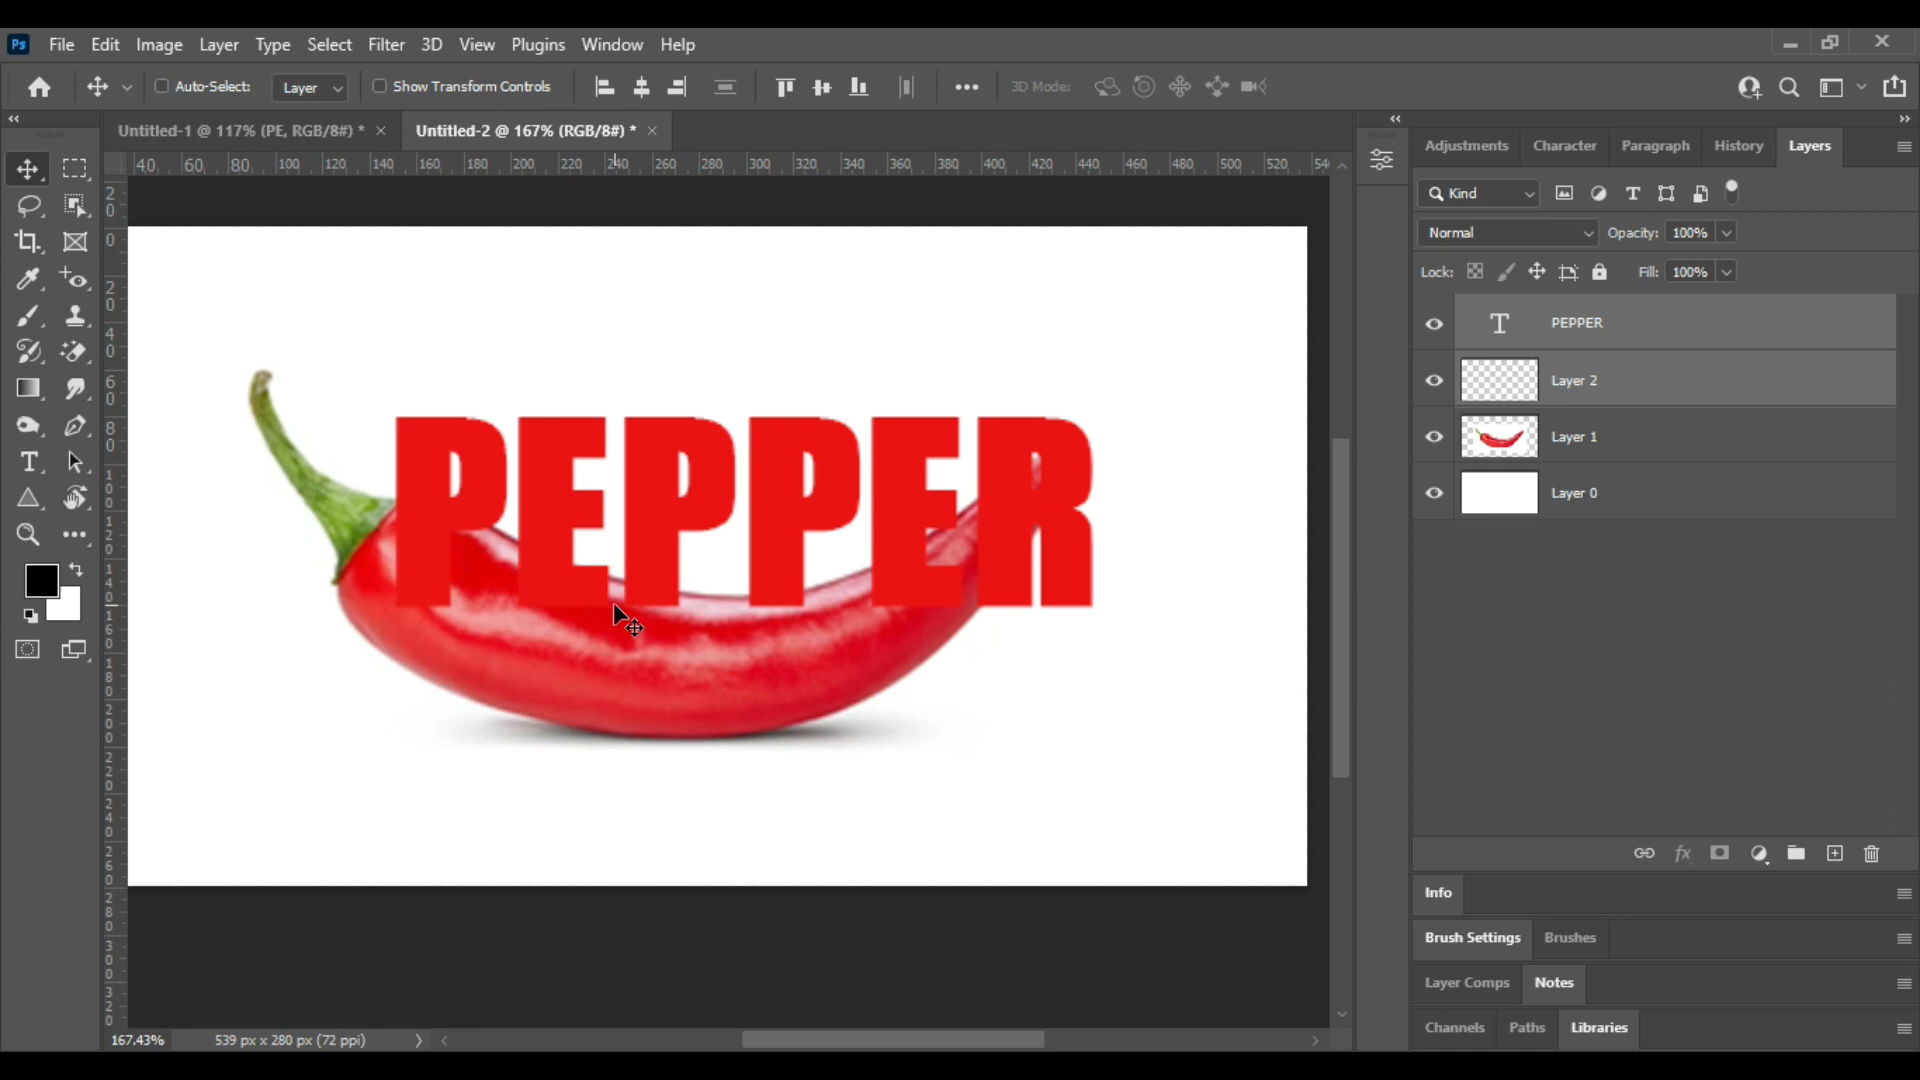 Ps File Edit Image Layer Type Select Filter 3D View Plugins Window Help
Auto-Select: Layer Show Transform Controls 3D Mode:
Untitled-1 @ 117% (PE, RGB/8#) * × Untitled-2 @ 167% (RGB/8#) * ×
40 60 80 100 120 140 160 180 200 220 240 260 280 300 320 340 360 380 400 420 440 460 480 500 520
Adjustments Character Paragraph History Layers
Kind
Normal Opacity: 100%
Lock: Fill: 100%
T PEPPER
Layer 2
Layer 1
Layer 0
PEPPER
fx
Info
Brush Settings Brushes
Layer Comps Notes
Channels Paths Libraries
167.43% 539 px x 280 px (72 ppi)